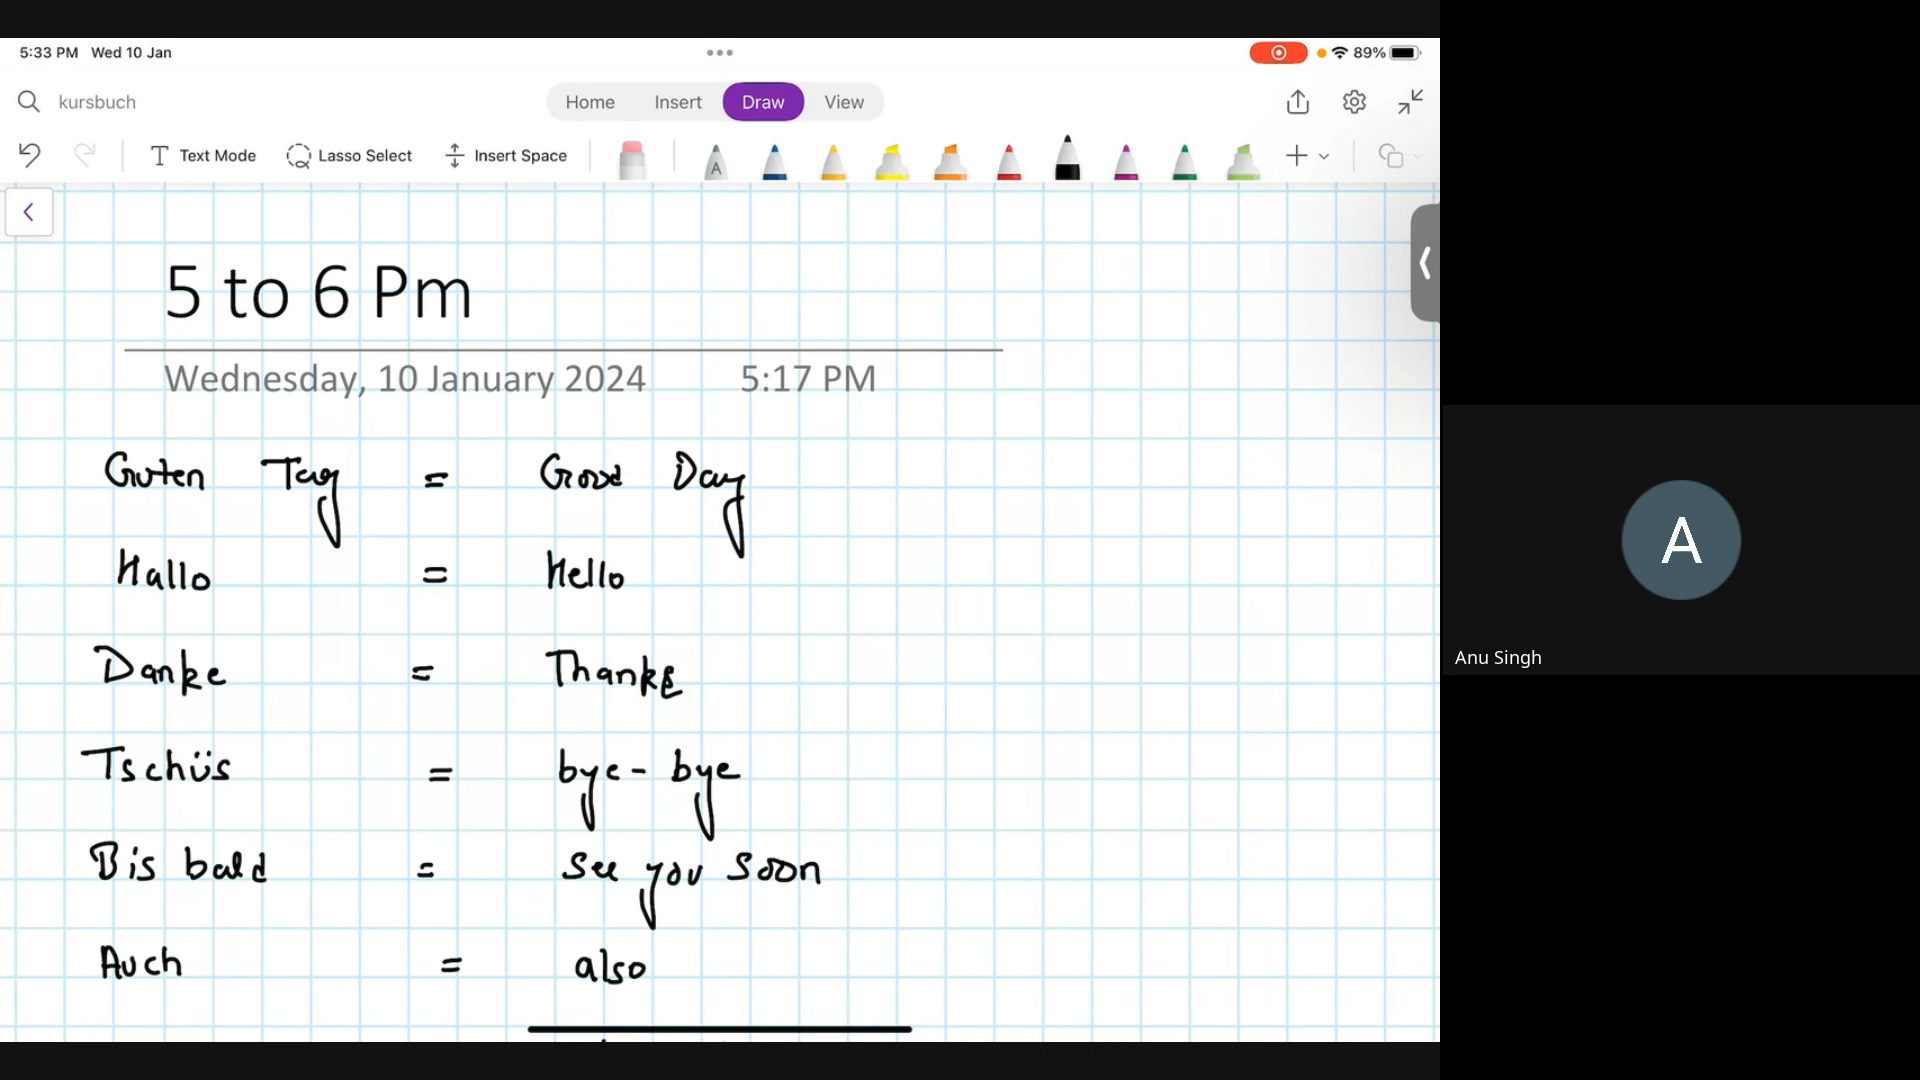 5:33 PM Wed 10 Jan
89%
kursbuch
Home Insert Draw View
Text Mode Lasso Select Insert Space
A
5 to 6 Pm
Wednesday, 10 January 2024 5:17 PM
Guten Tag = Good Day
Hallo = Hello
Danke = Thanks
Tschüs = bye-bye
Bis bald = See you Soon
Auch = also
A
Anu Singh